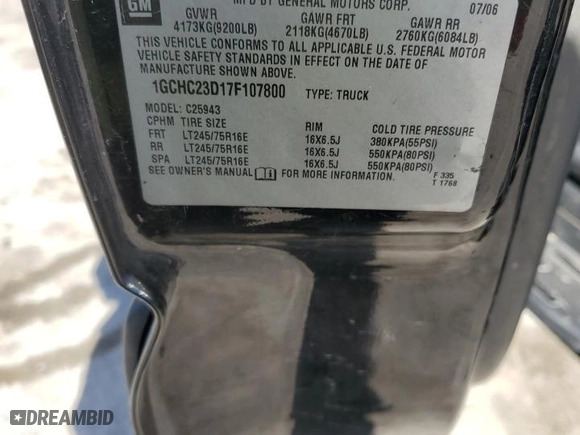 GM
MFD BY GENERAL MOTORS CORP. 07/06
GVWR GAWR FRT GAWR RR
4173KG(9200LB) 2118KG(4670LB) 2760KG(6084LB)
THIS VEHICLE CONFORMS TO ALL APPLICABLE U.S. FEDERAL MOTOR
VEHICLE SAFETY STANDARDS IN EFFECT ON THE DATE OF
MANUFACTURE SHOWN ABOVE.
1GCHC23D17F107800 TYPE: TRUCK
MODEL: C25943
CPHM TIRE SIZE RIM COLD TIRE PRESSURE
FRT LT245/75R16E 16X6.5J 380KPA(55PSI)
RR LT245/75R16E 16X6.5J 550KPA(80PSI)
SPA LT245/75R16E 16X6.5J 550KPA(80PSI)
SEE OWNER'S MANUAL FOR MORE INFORMATION. F 335
T 1768
DREAMBID